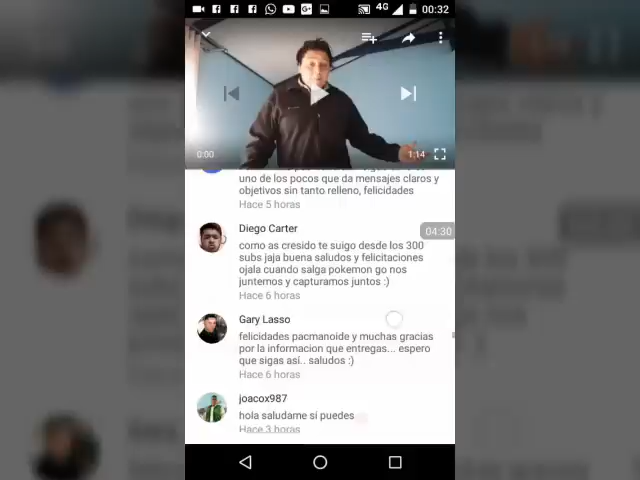 4G 00:32
0:00 1:14
uno de los pocos que da mensajes claros y
objetivos sin tanto relleno, felicidades
Hace 5 horas
Diego Carter
04:30
como as cresido te suigo desde los 300
subs jaja buena saludos y felicitaciones
ojala cuando salga pokemon go nos
juntemos y capturamos juntos :)
Hace 6 horas
Gary Lasso
felicidades pacmanoide y muchas gracias
por la informacion que entregas... espero
que sigas así.. saludos :)
Hace 6 horas
joacox987
hola saludame si puedes
Hace 3 horas